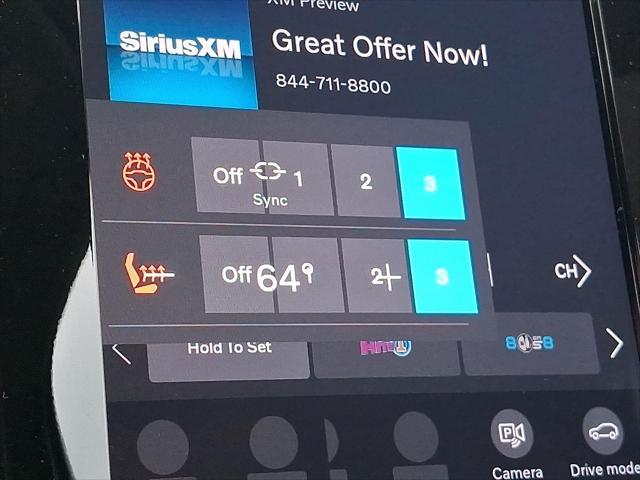 XM Preview
SiriusXM
Great Offer Now!
844-711-8800
Off 1 2 3
Sync
Off 64° 2 3
CH
Hold To Set
Camera
Drive mode